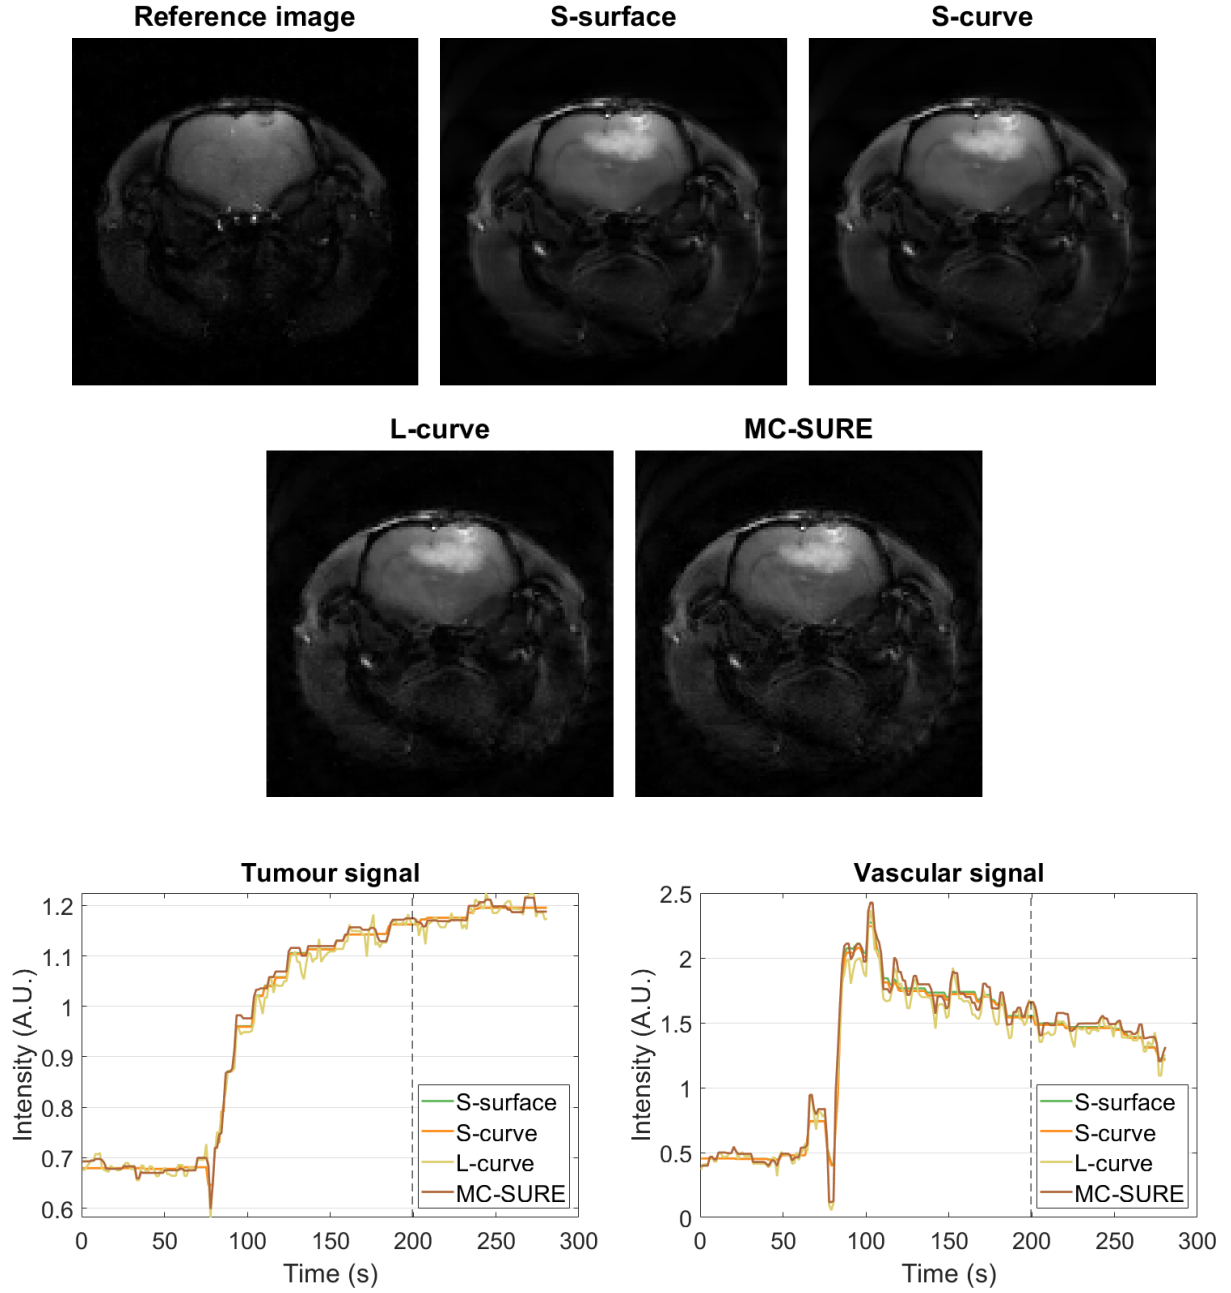 Reference image
S-surface
S-curve
L-curve
MC-SURE
Tumour signal
Intensity (A.U.)
1.2
1.1
1
0.9
0.8
0.7
0.6
0
50
100
150
200
250
300
Time (s)
S-surface
S-curve
L-curve
MC-SURE
Vascular signal
Intensity (A.U.)
2.5
2
1.5
1
0.5
0
0
50
100
150
200
250
300
Time (s)
S-surface
S-curve
L-curve
MC-SURE